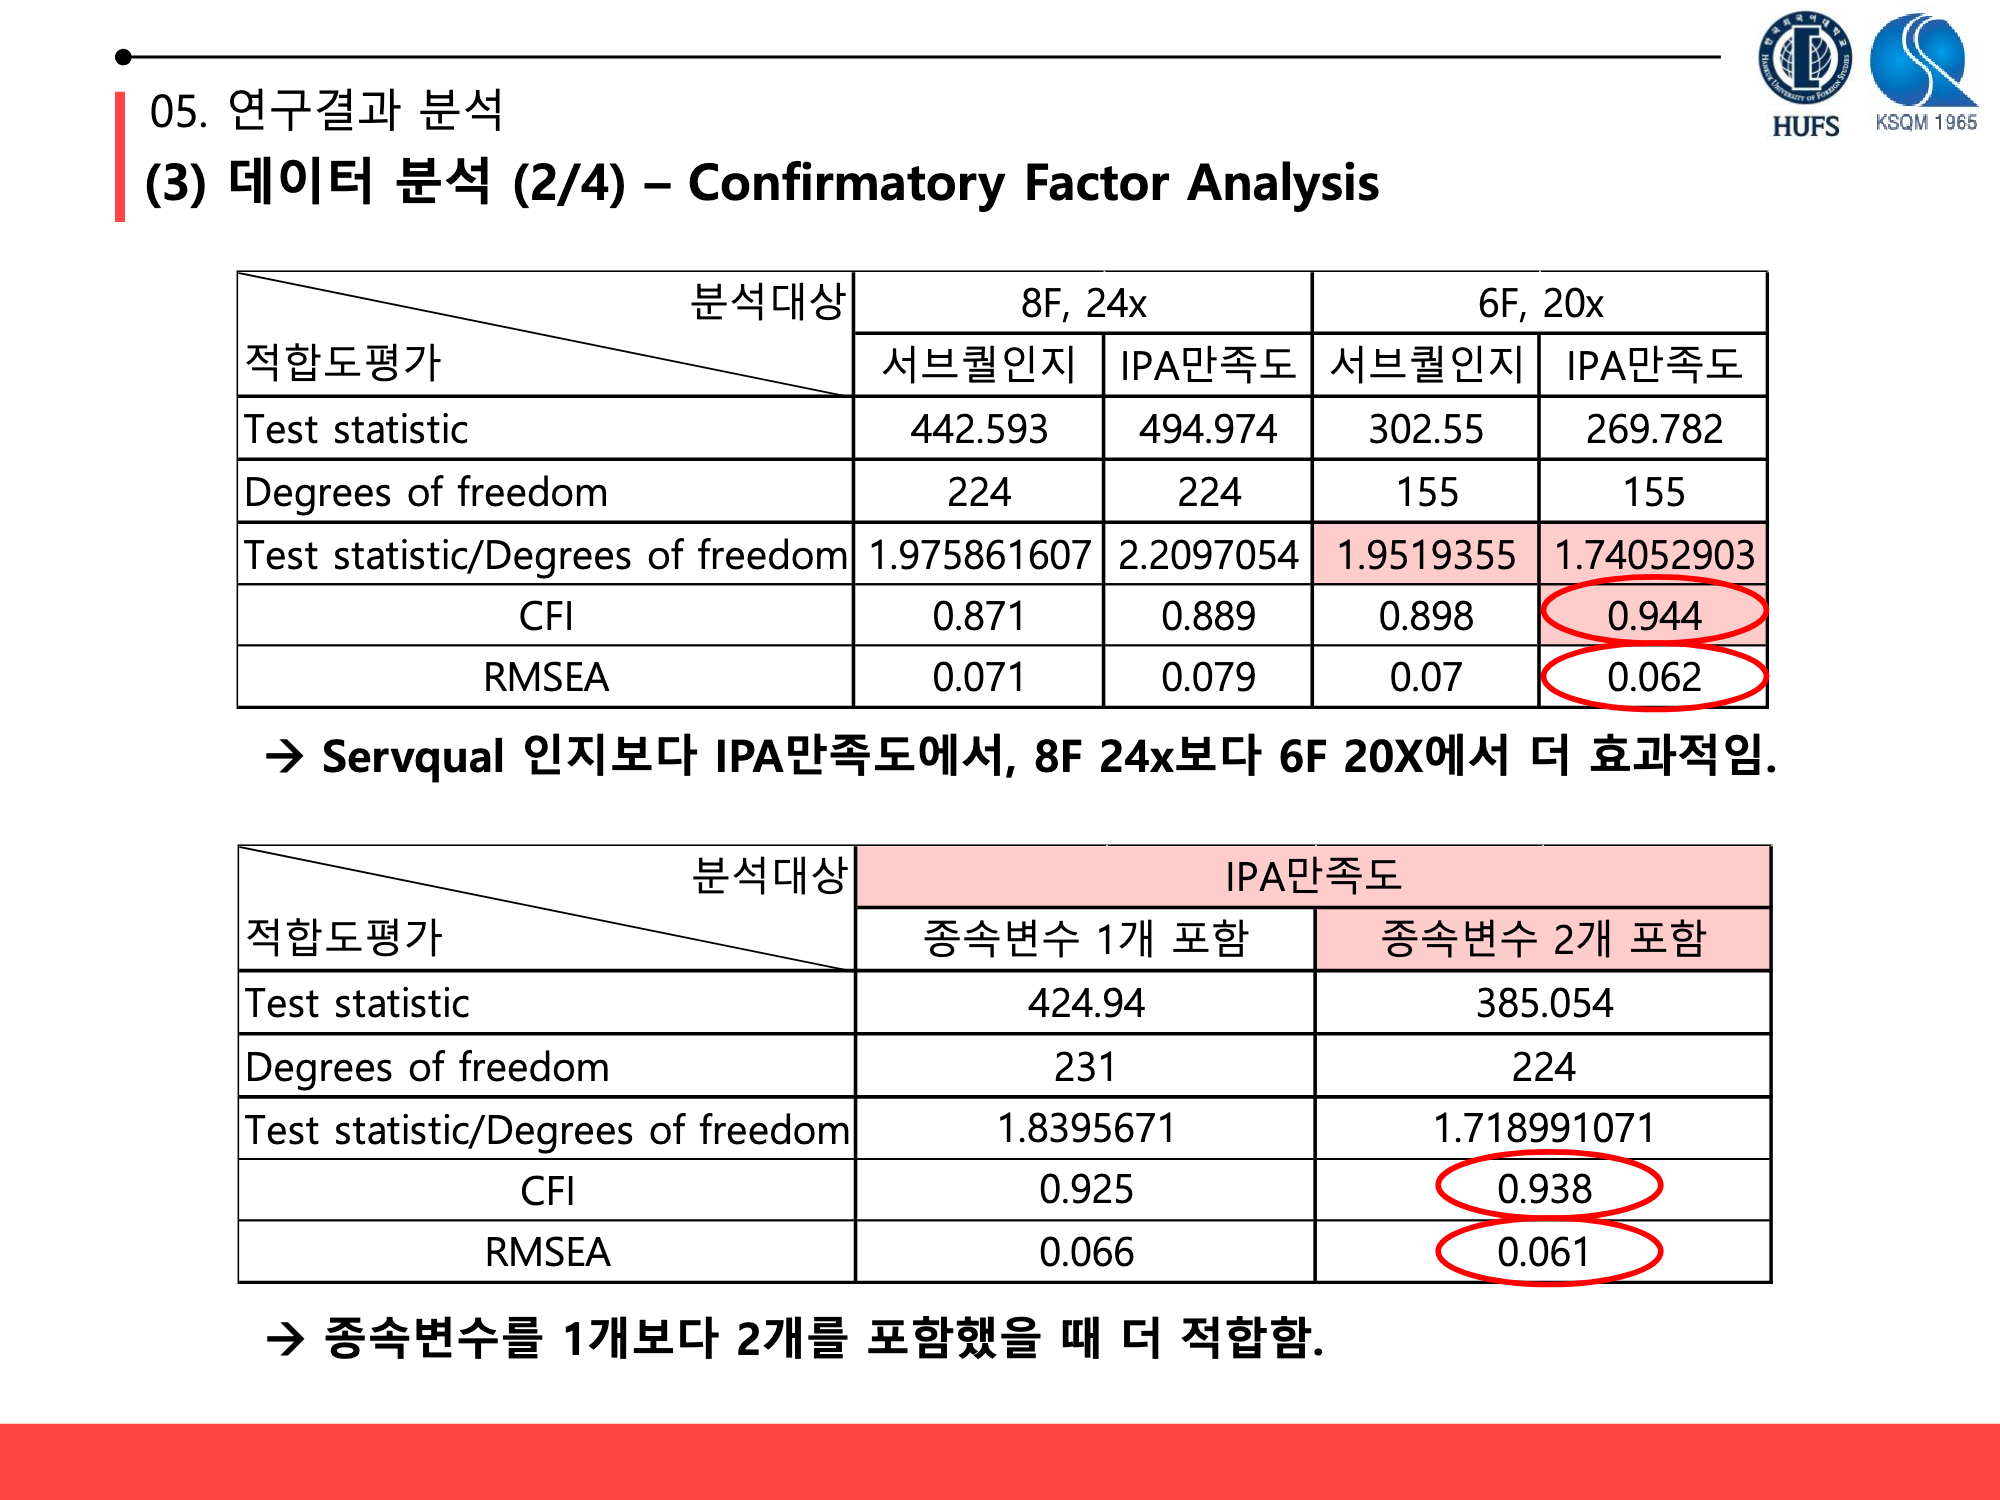 HUFS
KSQM 1965
05. 연구결과 분석
(3) 데이터 분석 (2/4) – Confirmatory Factor Analysis
분석대상 8F, 24x 6F, 20x
적합도평가 서브퀄인지 IPA만족도 서브퀄인지 IPA만족도
Test statistic 442.593 494.974 302.55 269.782
Degrees of freedom 224 224 155 155
Test statistic/Degrees of freedom 1.975861607 2.2097054 1.9519355 1.74052903
CFI 0.871 0.889 0.898 0.944
RMSEA 0.071 0.079 0.07 0.062
→ Servqual 인지보다 IPA만족도에서, 8F 24x보다 6F 20X에서 더 효과적임.
분석대상 IPA만족도
적합도평가 종속변수 1개 포함 종속변수 2개 포함
Test statistic 424.94 385.054
Degrees of freedom 231 224
Test statistic/Degrees of freedom 1.8395671 1.718991071
CFI 0.925 0.938
RMSEA 0.066 0.061
→ 종속변수를 1개보다 2개를 포함했을 때 더 적합함.